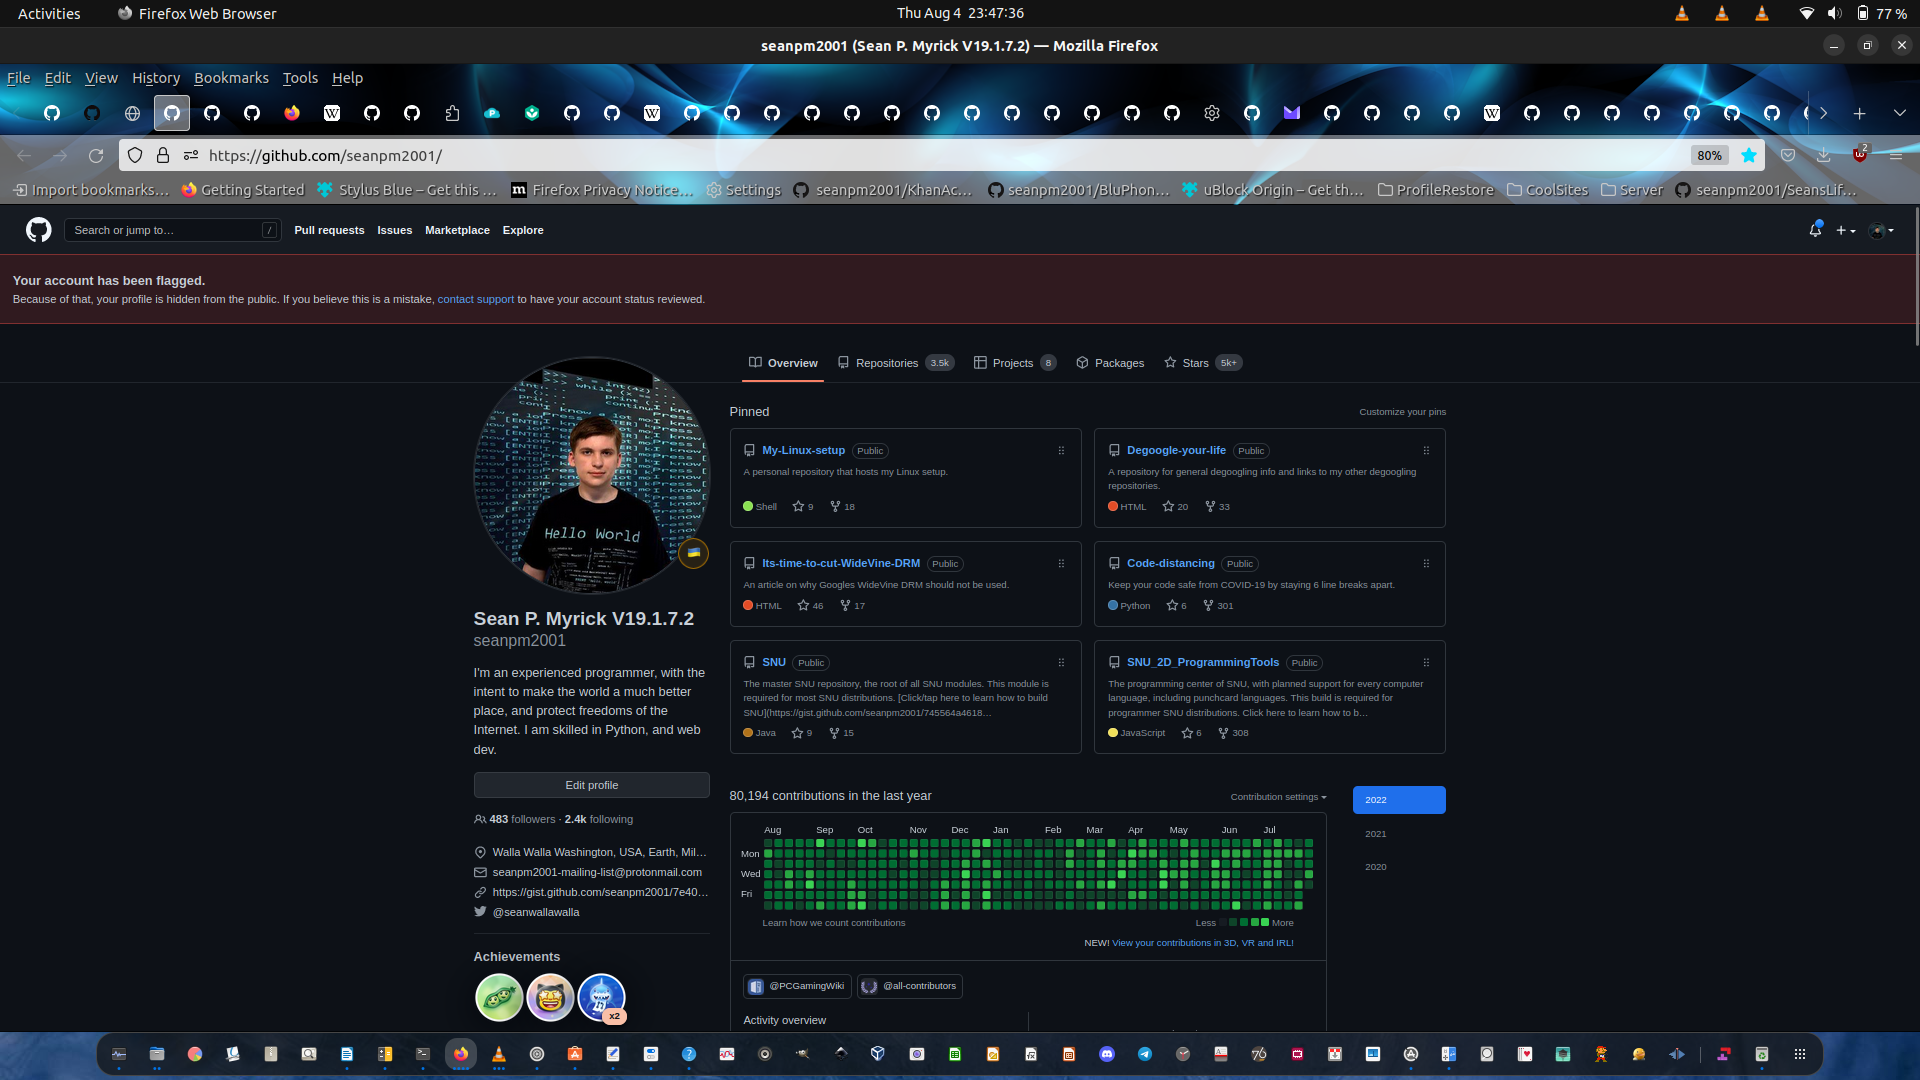 Activities
Firefox Web Browser
Thu Aug 4 23:47:36
77 %
seanpm2001 (Sean P. Myrick V19.1.7.2) — Mozilla Firefox
File Edit View History Bookmarks Tools Help
https://github.com/seanpm2001/
80%
2
Import bookmarks…
Getting Started
Stylus Blue – Get this …
Firefox Privacy Notice…
Settings
seanpm2001/KhanAc…
seanpm2001/BluPhon…
uBlock Origin – Get th…
ProfileRestore
CoolSites
Server
seanpm2001/SeansLif…
Search or jump to…
/
Pull requests
Issues
Marketplace
Explore
Your account has been flagged.
Because of that, your profile is hidden from the public. If you believe this is a mistake, contact support to have your account status reviewed.
Overview
Repositories 3.5k
Projects 8
Packages
Stars 5k+
Hello World
Sean P. Myrick V19.1.7.2
seanpm2001
I'm an experienced programmer, with the
intent to make the world a much better
place, and protect freedoms of the
Internet. I am skilled in Python, and web
dev.
Edit profile
483 followers · 2.4k following
Walla Walla Washington, USA, Earth, Mil…
seanpm2001-mailing-list@protonmail.com
https://gist.github.com/seanpm2001/7e40…
@seanwallawalla
Achievements
x2
Pinned
Customize your pins
My-Linux-setup Public
A personal repository that hosts my Linux setup.
Shell 9 18
Degoogle-your-life Public
A repository for general degoogling info and links to my other degoogling
repositories.
HTML 20 33
Its-time-to-cut-WideVine-DRM Public
An article on why Googles WideVine DRM should not be used.
HTML 46 17
Code-distancing Public
Keep your code safe from COVID-19 by staying 6 line breaks apart.
Python 6 301
SNU Public
The master SNU repository, the root of all SNU modules. This module is
required for most SNU distributions. [Click/tap here to learn how to build
SNU](https://gist.github.com/seanpm2001/745564a4618…
Java 9 15
SNU_2D_ProgrammingTools Public
The programming center of SNU, with planned support for every computer
language, including punchcard languages. This build is required for
programmer SNU distributions. Click here to learn how to b…
JavaScript 6 308
80,194 contributions in the last year
Contribution settings
2022
2021
2020
Aug Sep Oct Nov Dec Jan Feb Mar Apr May Jun Jul
Mon
Wed
Fri
Learn how we count contributions
Less More
NEW! View your contributions in 3D, VR and IRL!
@PCGamingWiki
@all-contributors
Activity overview